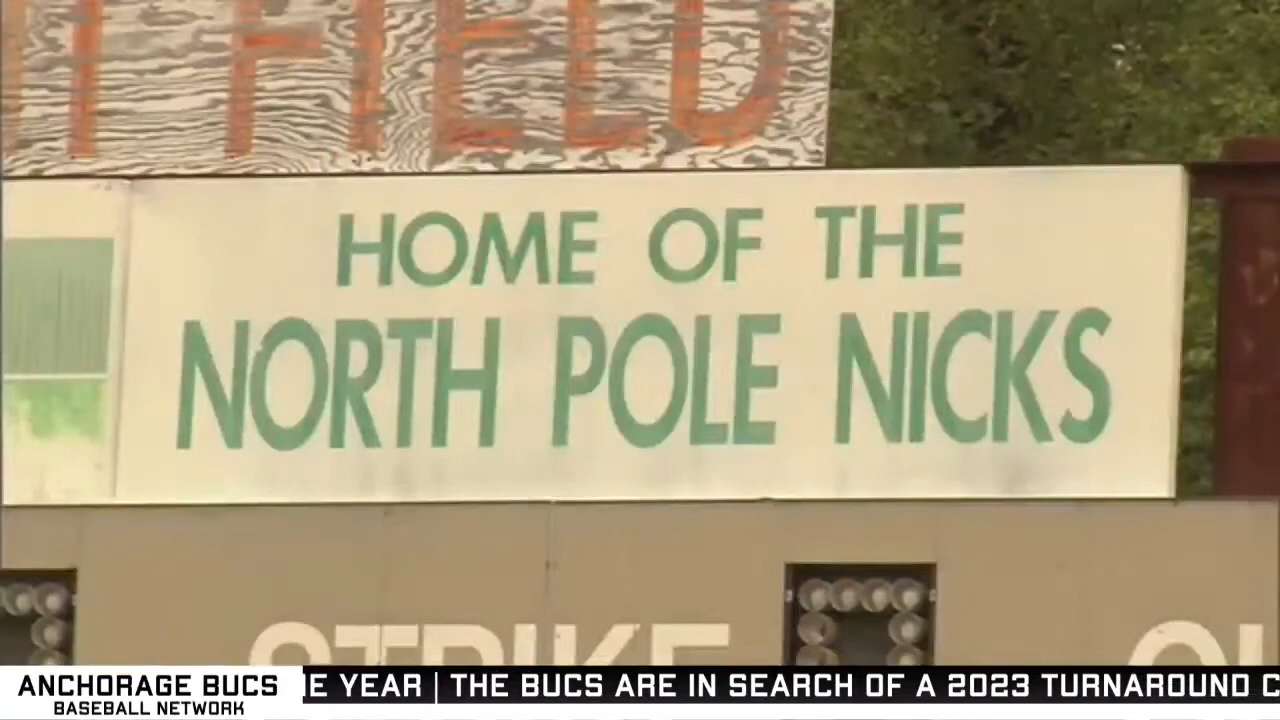 FIELD
HOME OF THE
NORTH POLE NICKS
STRIKE
ANCHORAGE BUCS
BASEBALL NETWORK
E YEAR | THE BUCS ARE IN SEARCH OF A 2023 TURNAROUND